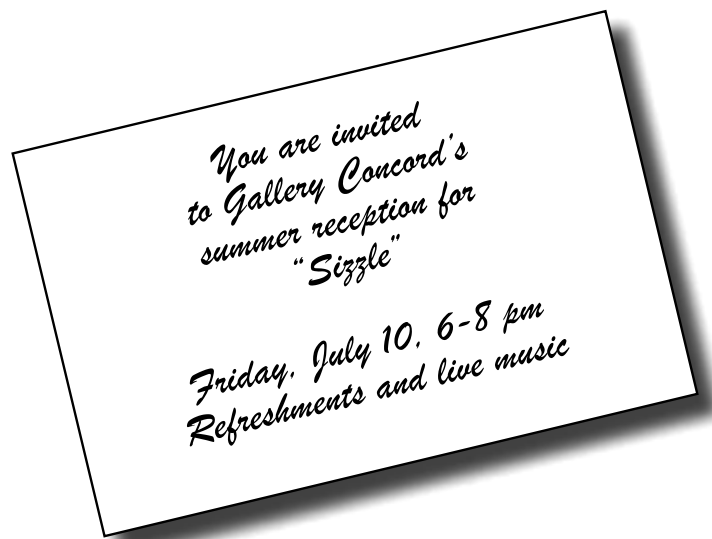 You are invited
to Gallery Concord's
summer reception for
“Sizzle”
Friday, July 10, 6-8 pm
Refreshments and live music